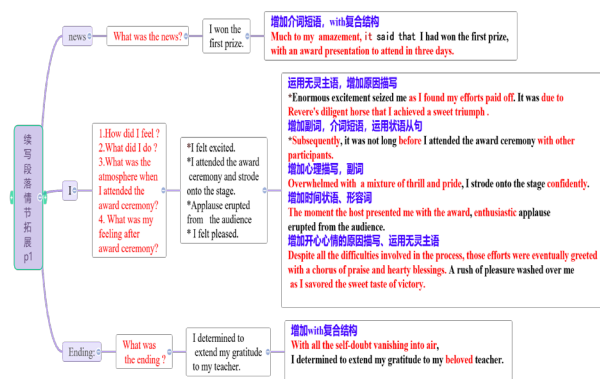 续
写
段
落
情
节
拓
展
p1
news
What was the news?
I won the
first prize.
增加介词短语，with复合结构
Much to my amazement, it said that I had won the first prize,
with an award presentation to attend in three days.
I
1.How did I feel ?
2.What did I do ?
3.What was the
atmosphere when
I attended the
award ceremony?
4. What was my
feeling after
award ceremony?
*I felt excited.
*I attended the award
ceremony and strode
onto the stage.
*Applause erupted
from the audience
* I felt pleased.
运用无灵主语，增加原因描写
*Enormous excitement seized me as I found my efforts paid off. It was due to
Revere's diligent horse that I achieved a sweet triumph .
增加副词，介词短语，运用状语从句
*Subsequently, it was not long before I attended the award ceremony with other
participants.
增加心理描写，副词
Overwhelmed with a mixture of thrill and pride, I strode onto the stage confidently.
增加时间状语、形容词
The moment the host presented me with the award, enthusiastic applause
erupted from the audience.
增加开心心情的原因描写、运用无灵主语
Despite all the difficulties involved in the process, those efforts were eventually greeted
with a chorus of praise and hearty blessings. A rush of pleasure washed over me
as I savored the sweet taste of victory.
Ending:
What was
the ending ?
I determined to
extend my gratitude
to my teacher.
增加with复合结构
With all the self-doubt vanishing into air,
I determined to extend my gratitude to my beloved teacher.